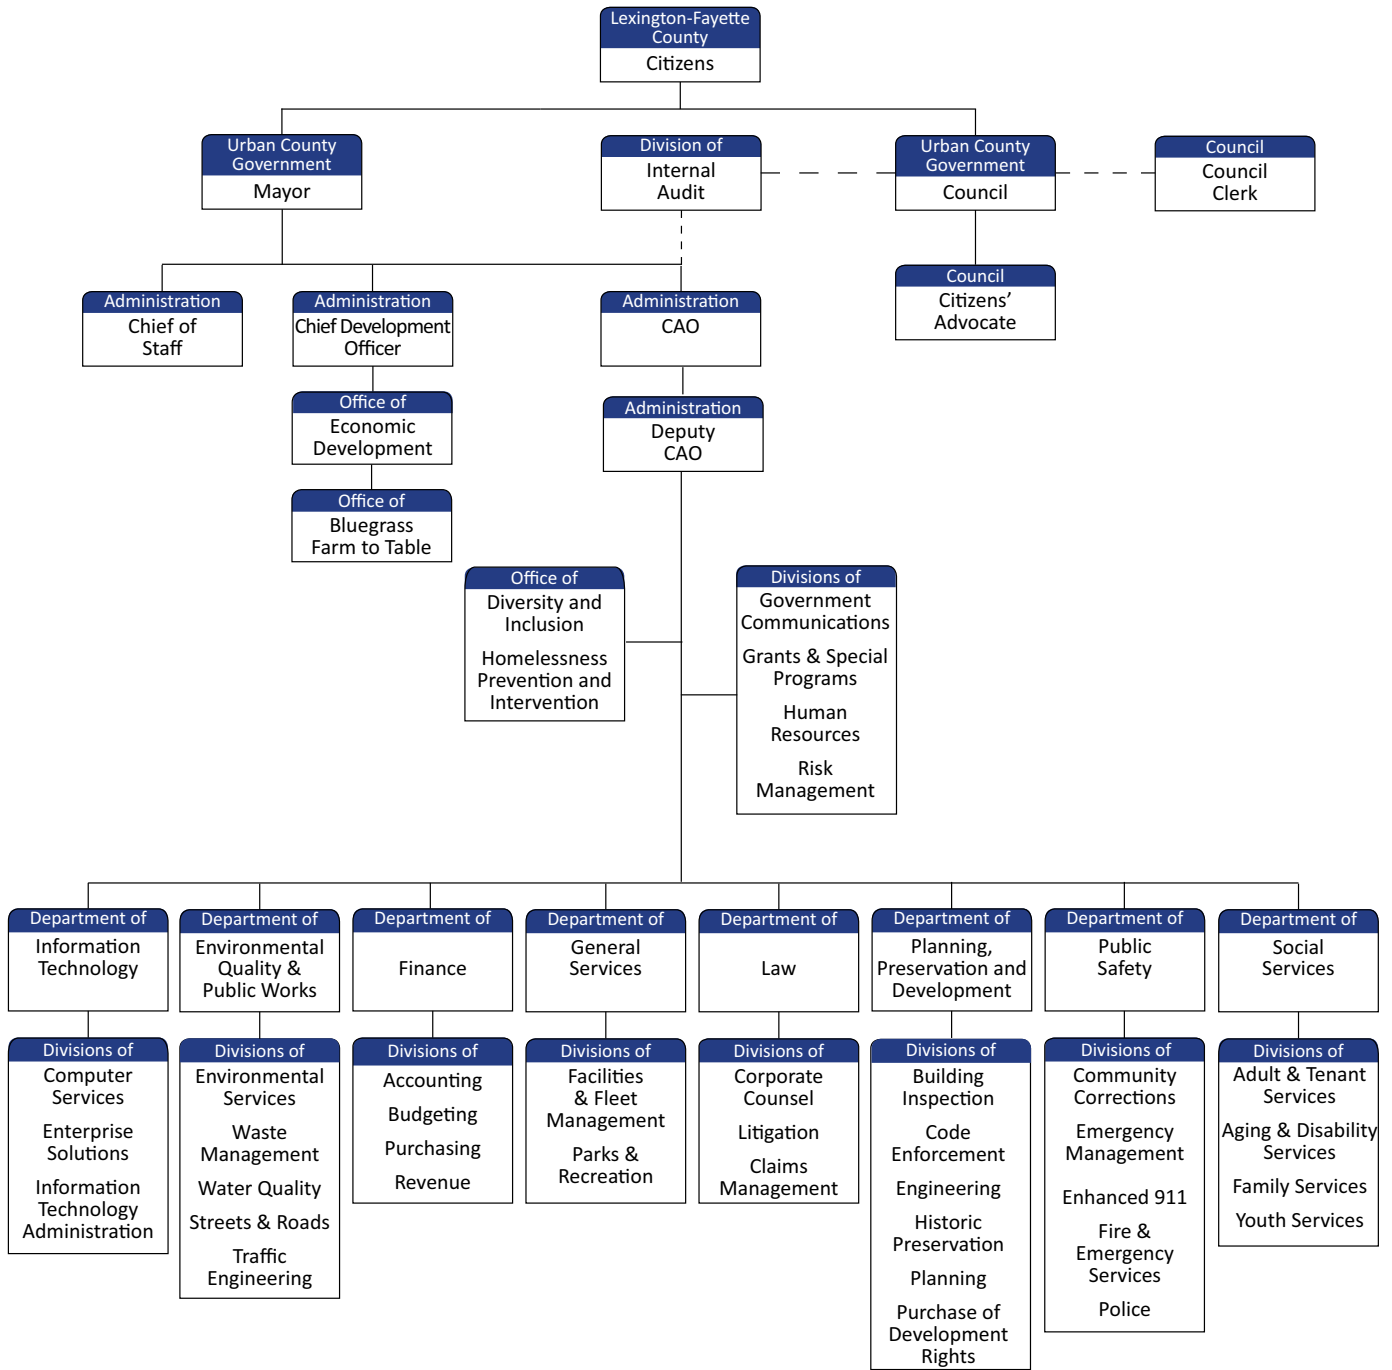 Lexington-Fayette
County
Citizens
Urban County
Government
Mayor
Division of
Internal
Audit
Urban County
Government
Council
Council
Council
Clerk
Administration
Chief of
Staff
Administration
Chief Development
Officer
Administration
CAO
Council
Citizens’
Advocate
Office of
Economic
Development
Administration
Deputy
CAO
Office of
Bluegrass
Farm to Table
Office of
Diversity and
Inclusion
Homelessness
Prevention and
Intervention
Divisions of
Government
Communications
Grants & Special
Programs
Human
Resources
Risk
Management
Department of
Information
Technology
Department of
Environmental
Quality &
Public Works
Department of
Finance
Department of
General
Services
Department of
Law
Department of
Planning,
Preservation and
Development
Department of
Public
Safety
Department of
Social
Services
Divisions of
Computer
Services
Enterprise
Solutions
Information
Technology
Administration
Divisions of
Environmental
Services
Waste
Management
Water Quality
Streets & Roads
Traffic
Engineering
Divisions of
Accounting
Budgeting
Purchasing
Revenue
Divisions of
Facilities
& Fleet
Management
Parks &
Recreation
Divisions of
Corporate
Counsel
Litigation
Claims
Management
Divisions of
Building
Inspection
Code
Enforcement
Engineering
Historic
Preservation
Planning
Purchase of
Development
Rights
Divisions of
Community
Corrections
Emergency
Management
Enhanced 911
Fire &
Emergency
Services
Police
Divisions of
Adult & Tenant
Services
Aging & Disability
Services
Family Services
Youth Services